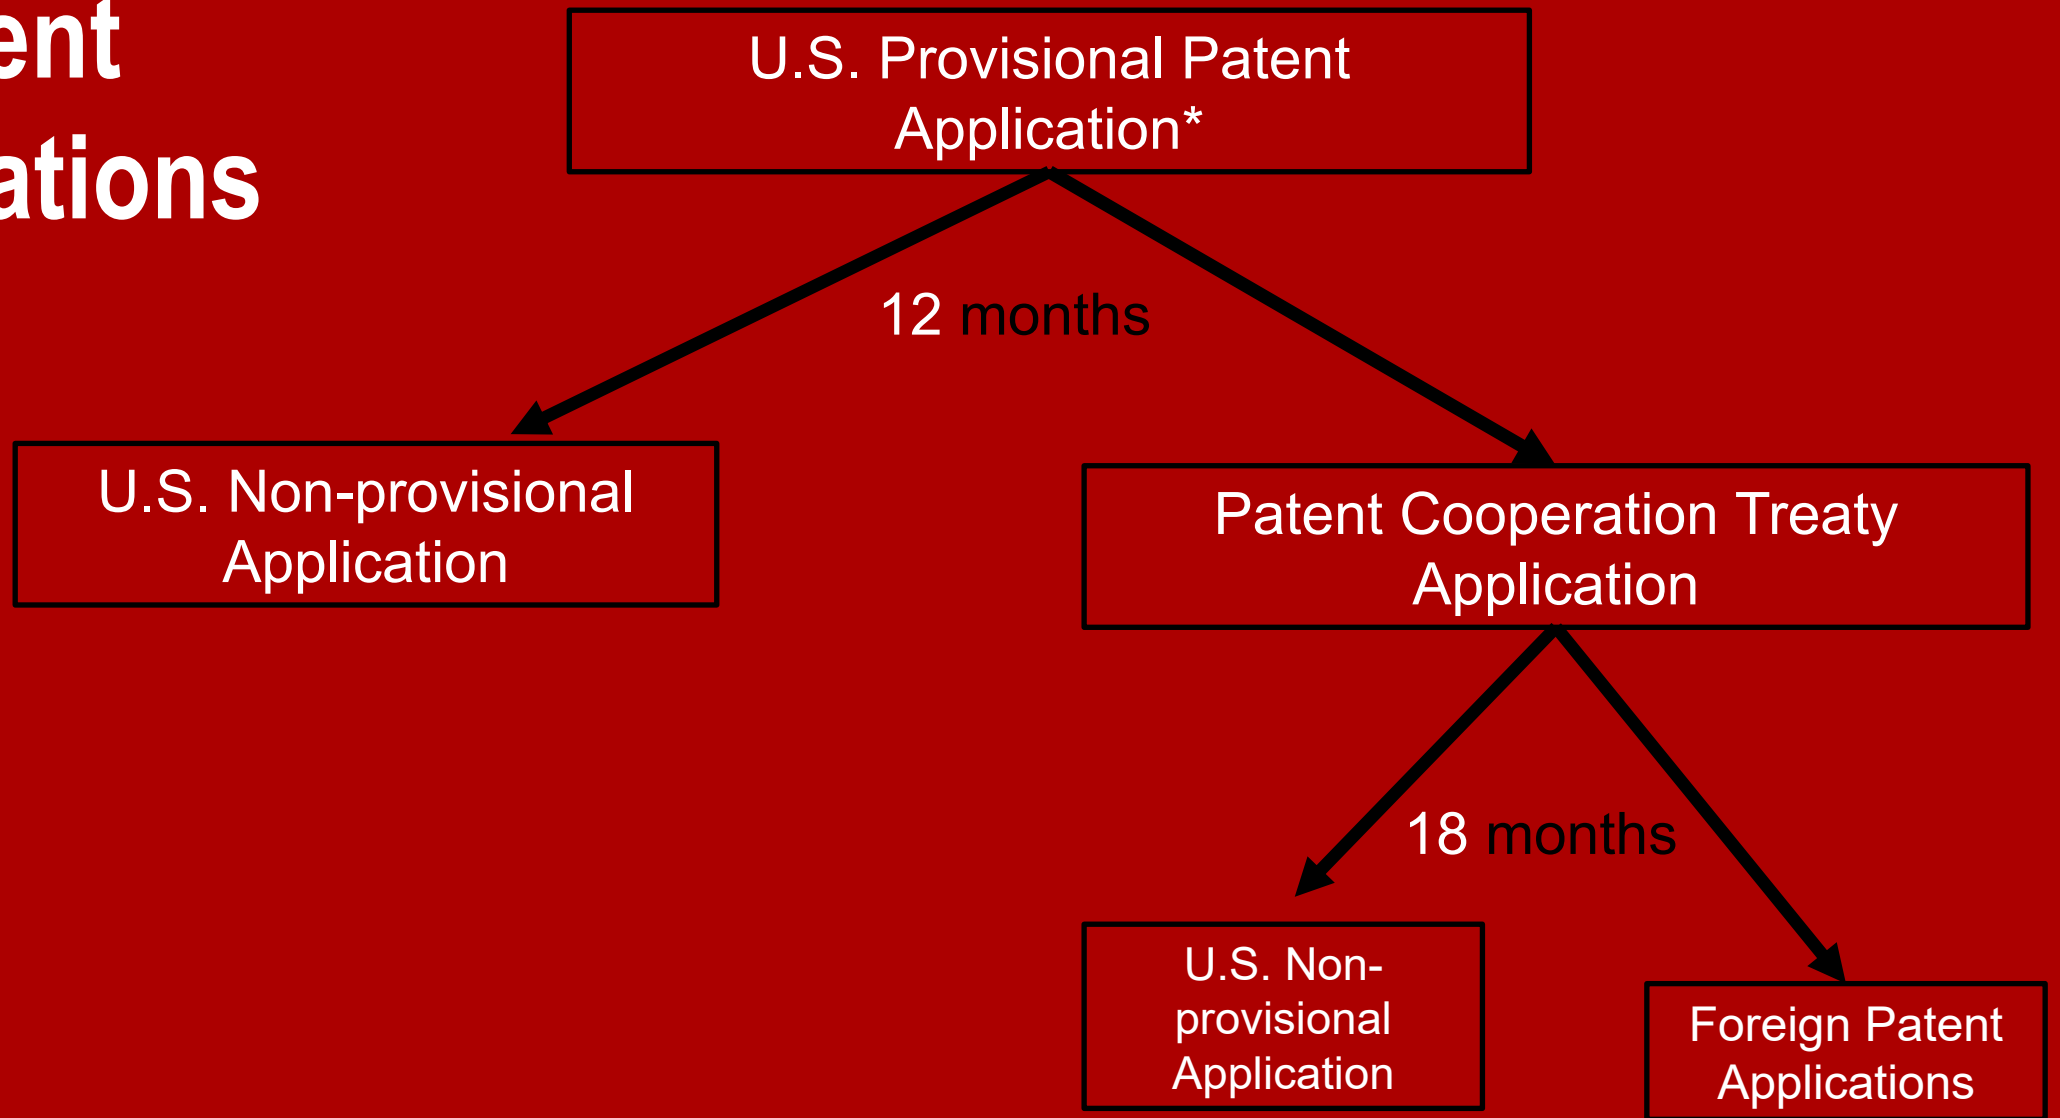 ent
ations
U.S. Provisional Patent
Application*
12 months
U.S. Non-provisional
Application
Patent Cooperation Treaty
Application
18 months
U.S. Non-
provisional
Application
Foreign Patent
Applications